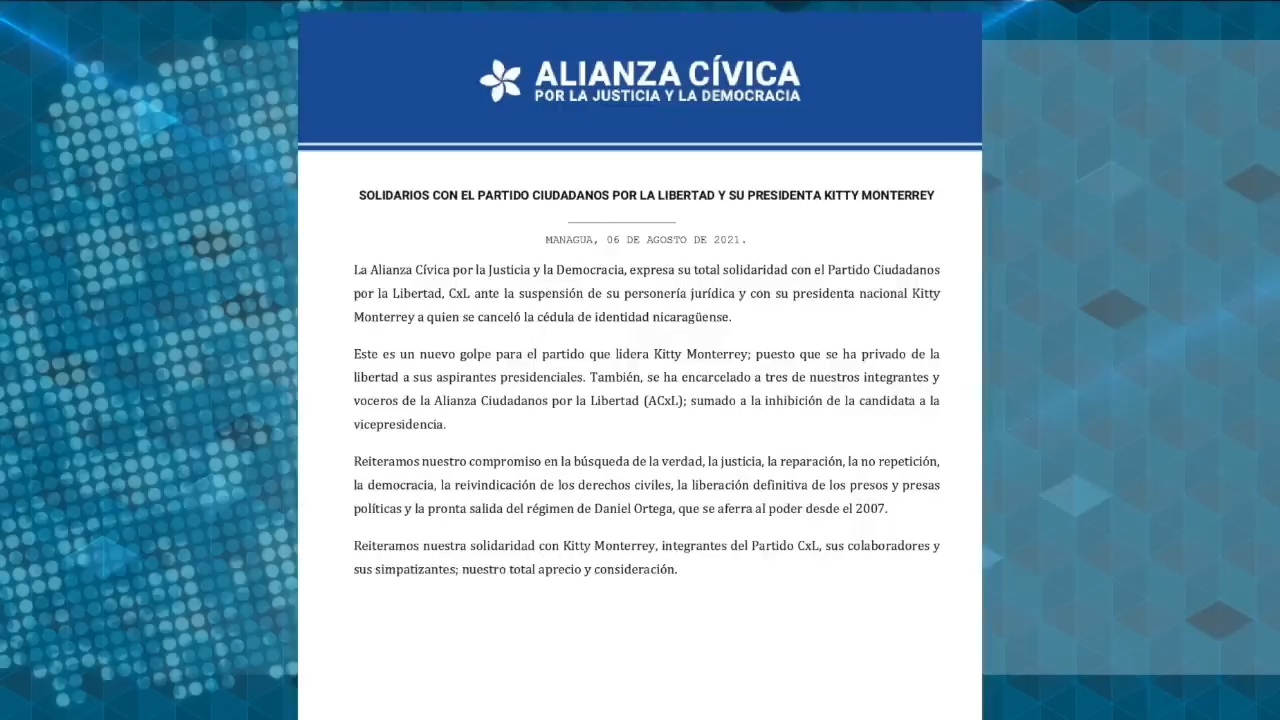 ALIANZA CÍVICA
POR LA JUSTICIA Y LA DEMOCRACIA
SOLIDARIOS CON EL PARTIDO CIUDADANOS POR LA LIBERTAD Y SU PRESIDENTA KITTY MONTERREY
MANAGUA, 06 DE AGOSTO DE 2021.
La Alianza Cívica por la Justicia y la Democracia, expresa su total solidaridad con el Partido Ciudadanos
por la Libertad, CxL ante la suspensión de su personería jurídica y con su presidenta nacional Kitty
Monterrey a quien se canceló la cédula de identidad nicaragüense.
Este es un nuevo golpe para el partido que lidera Kitty Monterrey; puesto que se ha privado de la
libertad a sus aspirantes presidenciales. También, se ha encarcelado a tres de nuestros integrantes y
voceros de la Alianza Ciudadanos por la Libertad (ACxL); sumado a la inhibición de la candidata a la
vicepresidencia.
Reiteramos nuestro compromiso en la búsqueda de la verdad, la justicia, la reparación, la no repetición,
la democracia, la reivindicación de los derechos civiles, la liberación definitiva de los presos y presas
políticas y la pronta salida del régimen de Daniel Ortega, que se aferra al poder desde el 2007.
Reiteramos nuestra solidaridad con Kitty Monterrey, integrantes del Partido CxL, sus colaboradores y
sus simpatizantes; nuestro total aprecio y consideración.